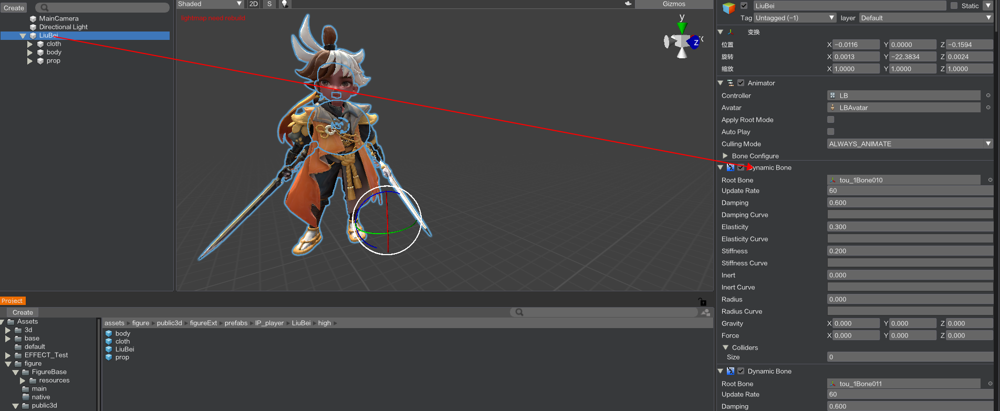 Create
MainCamera
Directional Light
LiuBei
cloth
body
prop
Shaded
2D
S
Gizmos
lightmap need rebuild
y
x
z
LiuBei
Static
Tag Untagged (-1) layer Default
变换
位置 X -0.0116 Y 0.0000 Z -0.1594
旋转 X 0.0013 Y -22.3834 Z 0.0024
缩放 X 1.0000 Y 1.0000 Z 1.0000
Animator
Controller LB
Avatar LBAvatar
Apply Root Mode
Auto Play
Culling Mode ALWAYS_ANIMATE
Bone Configure
Dynamic Bone
Root Bone tou_1Bone010
Update Rate 60
Damping 0.600
Damping Curve
Elasticity 0.300
Elasticity Curve
Stiffness 0.200
Stiffness Curve
Inert 0.000
Inert Curve
Radius 0.000
Radius Curve
Gravity X 0.000 Y 0.000 Z 0.000
Force X 0.000 Y 0.000 Z 0.000
Colliders
Size 0
Dynamic Bone
Root Bone tou_1Bone011
Update Rate 60
Damping 0.600
Project
Create
Assets
3d
base
default
EFFECT_Test
figure
FigureBase
resources
main
native
public3d
assets figure public3d figureExt prefabs IP_player LiuBei high
body
cloth
LiuBei
prop